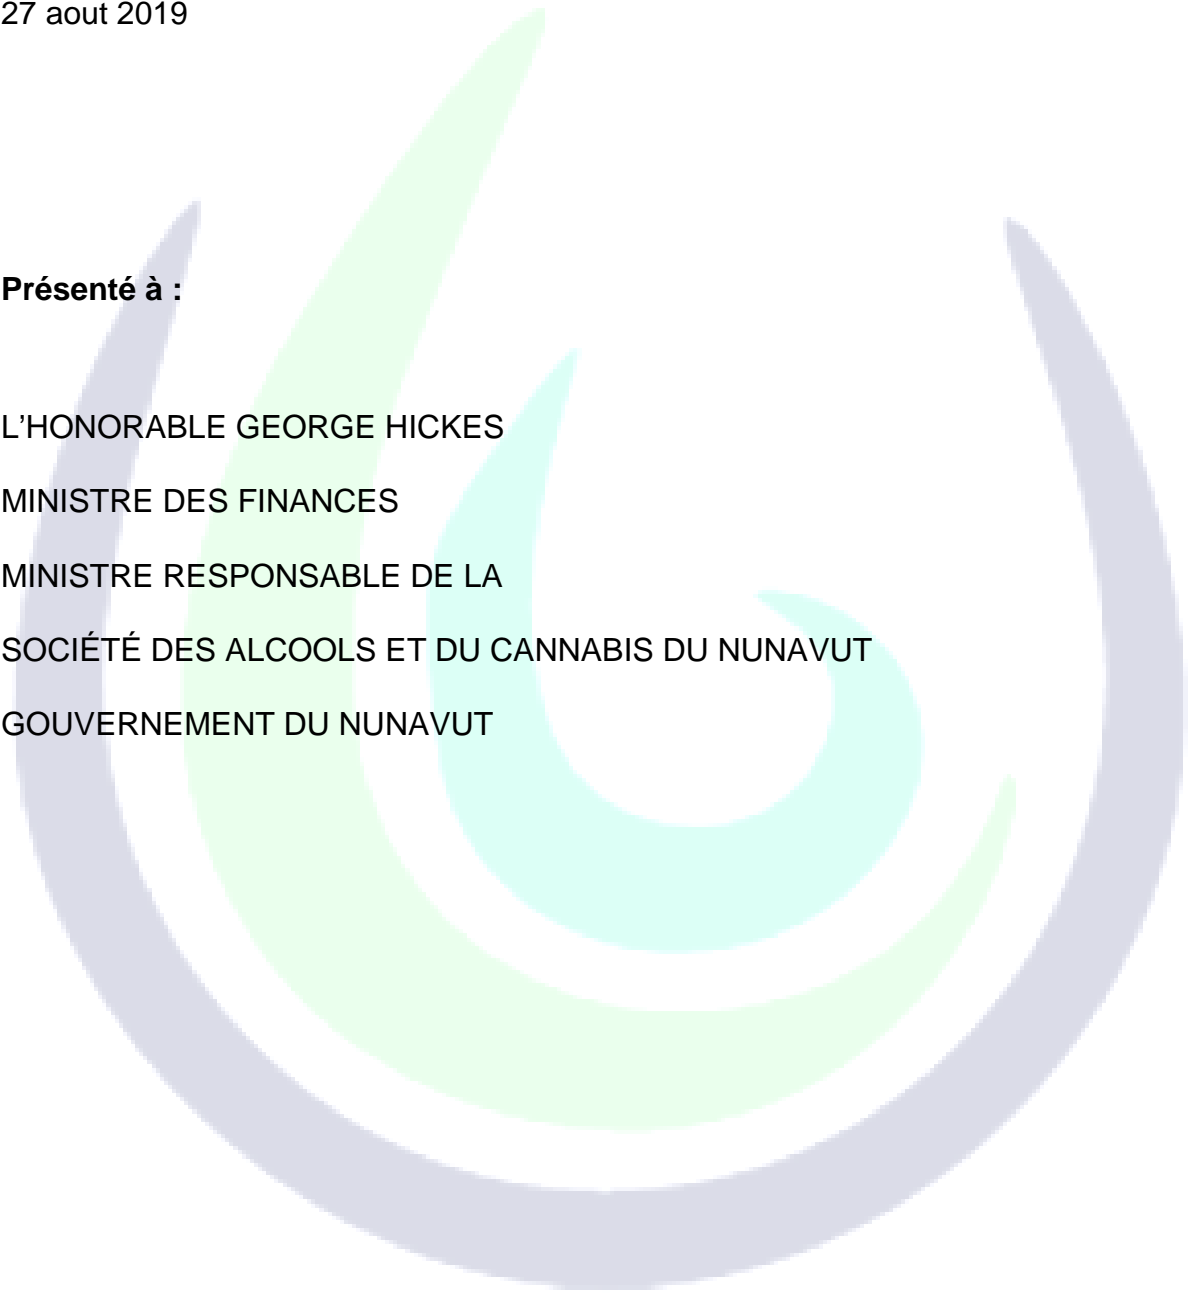 27 aout 2019
Présenté à :
L’HONORABLE GEORGE HICKES
MINISTRE DES FINANCES
MINISTRE RESPONSABLE DE LA
SOCIÉTÉ DES ALCOOLS ET DU CANNABIS DU NUNAVUT
GOUVERNEMENT DU NUNAVUT